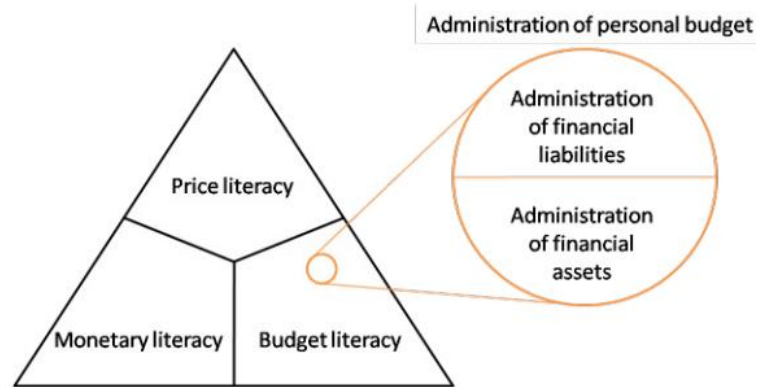 Administration of personal budget
Administration
of financial
liabilities
Price literacy
Administration
of financial
assets
Monetary literacy
Budget literacy